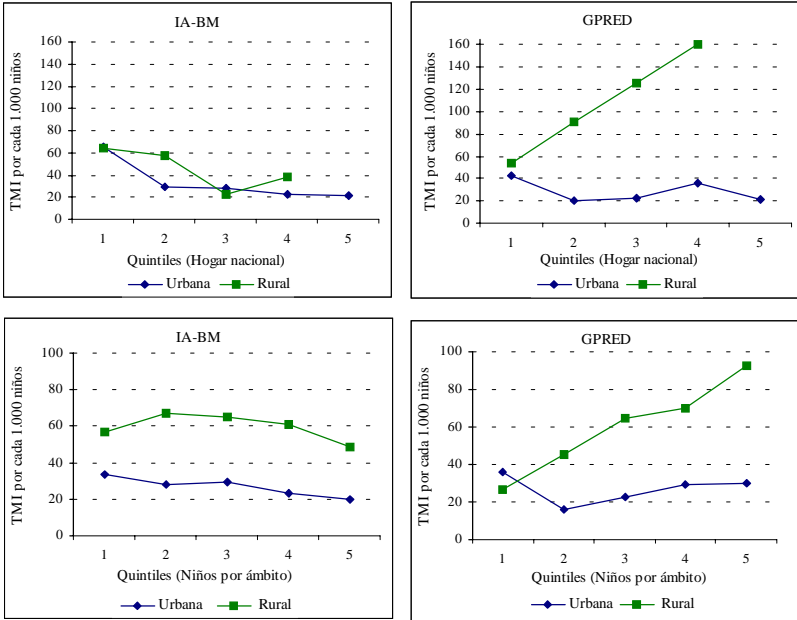 IA-BM
TMI por cada 1.000 niños
160
140
120
100
80
60
40
20
0
1 2 3 4 5
Quintiles (Hogar nacional)
Urbana Rural
GPRED
TMI por cada 1.000 niños
160
140
120
100
80
60
40
20
0
1 2 3 4 5
Quintiles (Hogar nacional)
Urbana Rural
IA-BM
TMI por cada 1.000 niños
100
80
60
40
20
0
1 2 3 4 5
Quintiles (Niños por ámbito)
Urbana Rural
GPRED
TMI por cada 1.000 niños
100
80
60
40
20
0
1 2 3 4 5
Quintiles (Niños por ámbito)
Urbana Rural